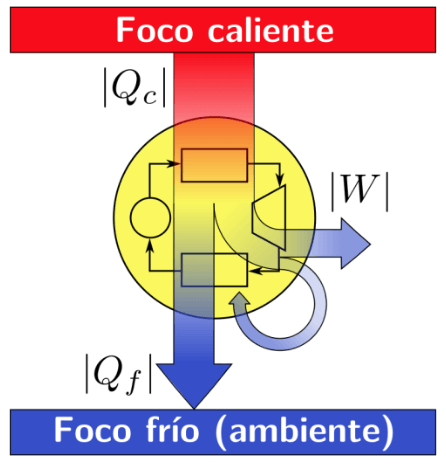 Foco caliente
|Q_c|
|W|
|Q_f|
Foco frío (ambiente)